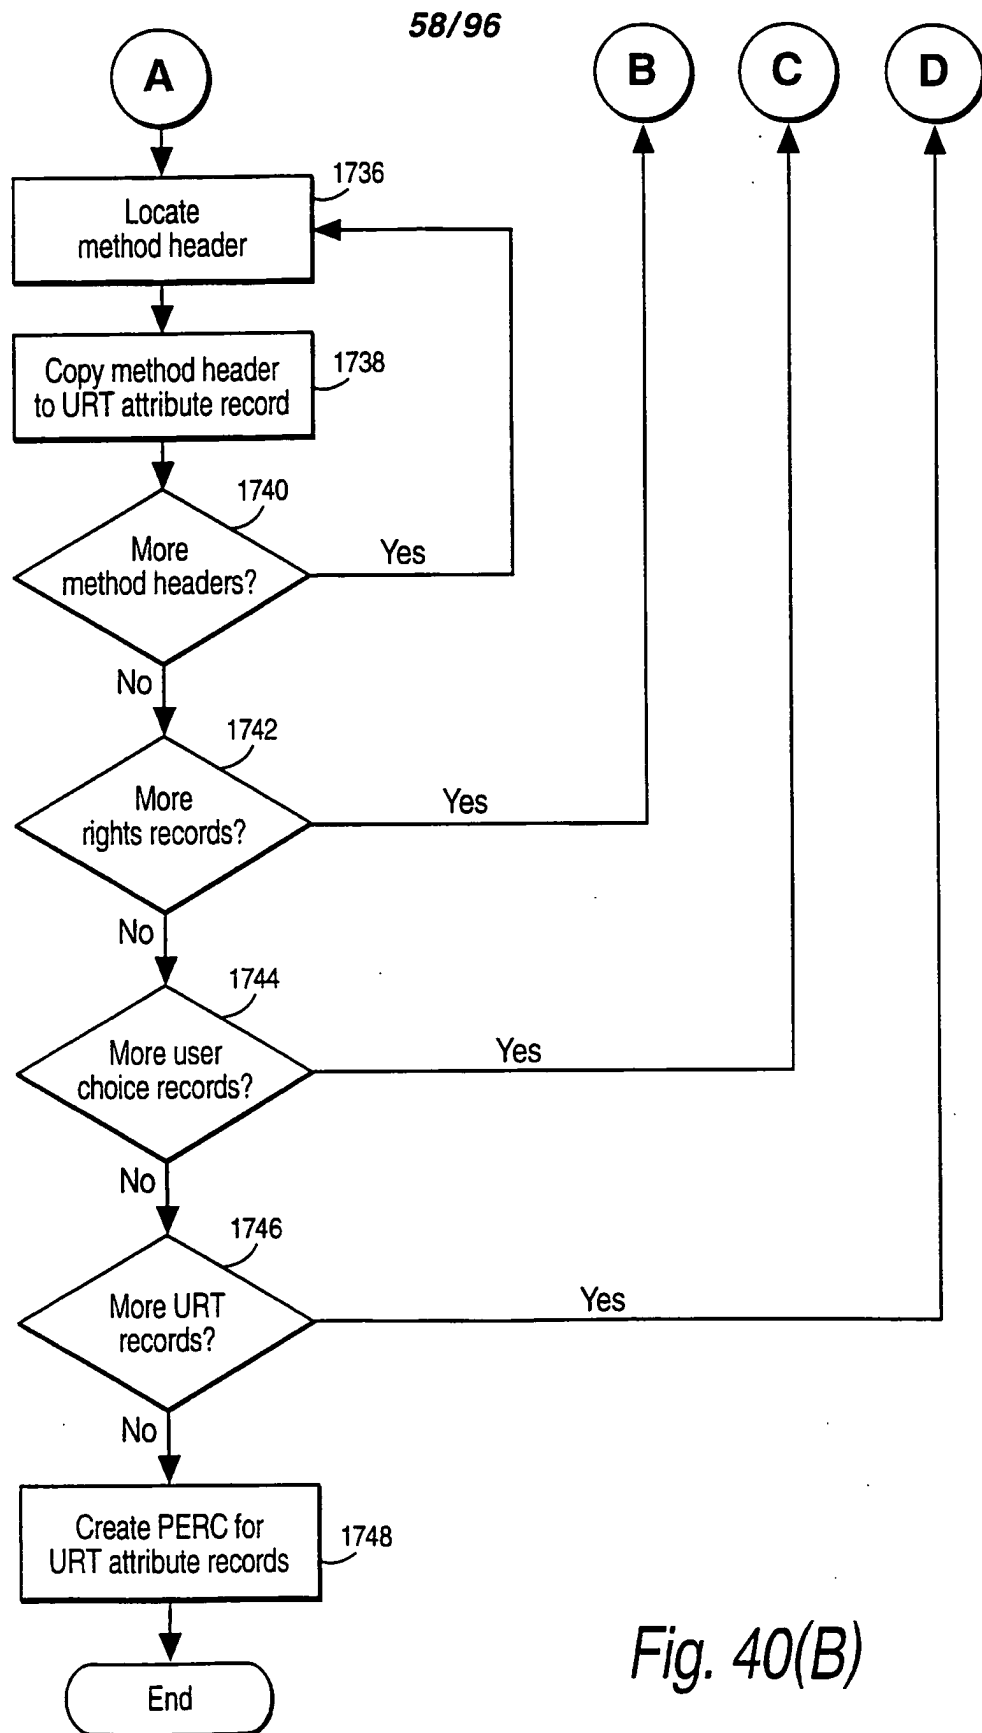 58/96
A
B
C
D
1736
Locate
method header
1738
Copy method header
to URT attribute record
1740
More
method headers?
Yes
No
1742
More
rights records?
Yes
No
1744
More user
choice records?
Yes
No
1746
More URT
records?
Yes
No
Create PERC for
URT attribute records
1748
End
Fig. 40(B)